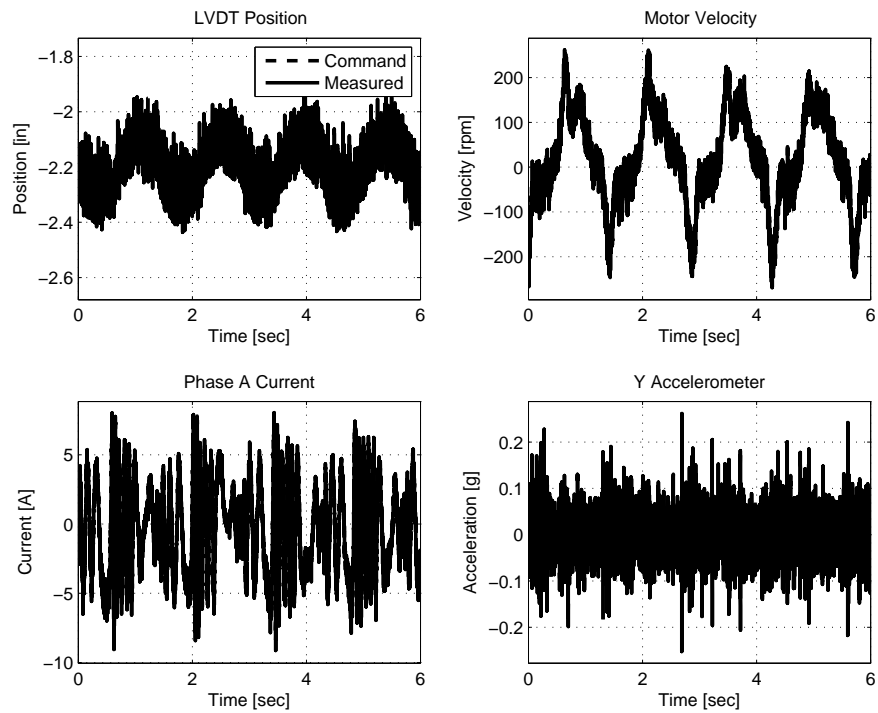 LVDT Position
−1.8
−2
−2.2
−2.4
−2.6
Position [in]
Command
Measured
0 2 4 6
Time [sec]
Motor Velocity
200
100
0
−100
−200
Velocity [rpm]
0 2 4 6
Time [sec]
Phase A Current
5
0
−5
−10
Current [A]
0 2 4 6
Time [sec]
Y Accelerometer
0.2
0.1
0
−0.1
−0.2
Acceleration [g]
0 2 4 6
Time [sec]